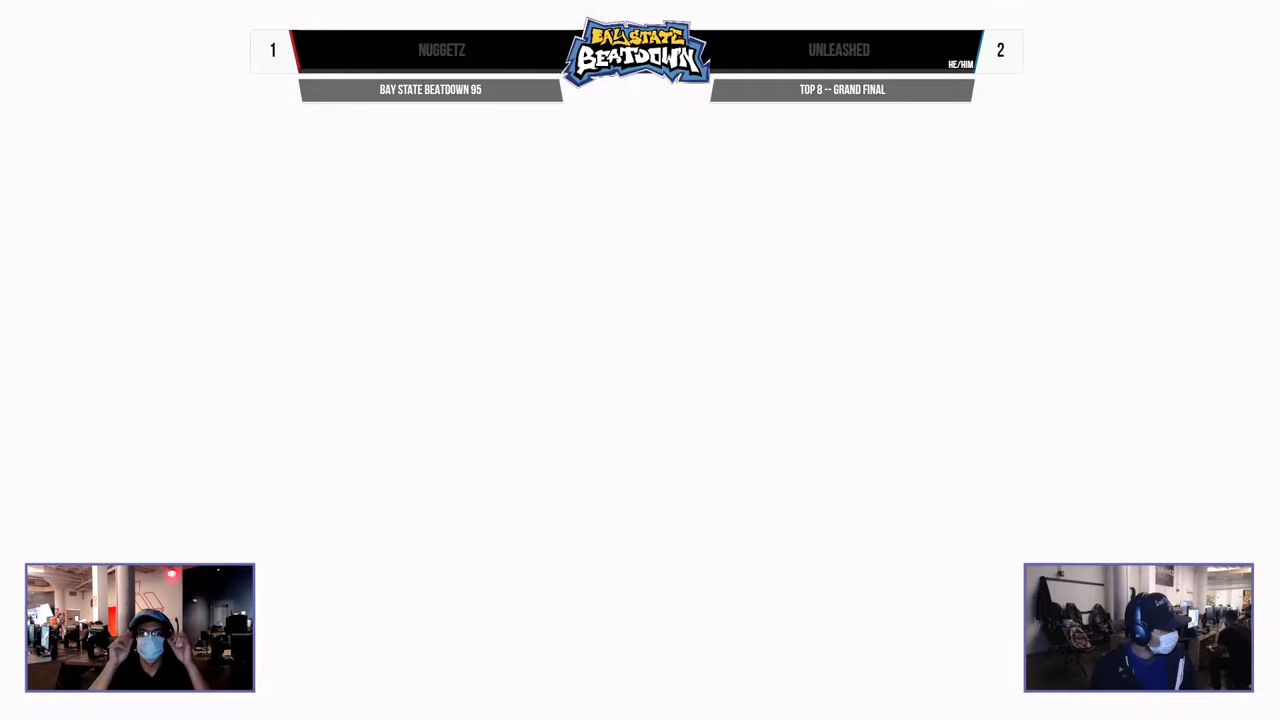 1
NUGGETZ
BAY STATE
BEATDOWN
UNLEASHED
HE/HIM
2
BAY STATE BEATDOWN 95
TOP 8 -- GRAND FINAL